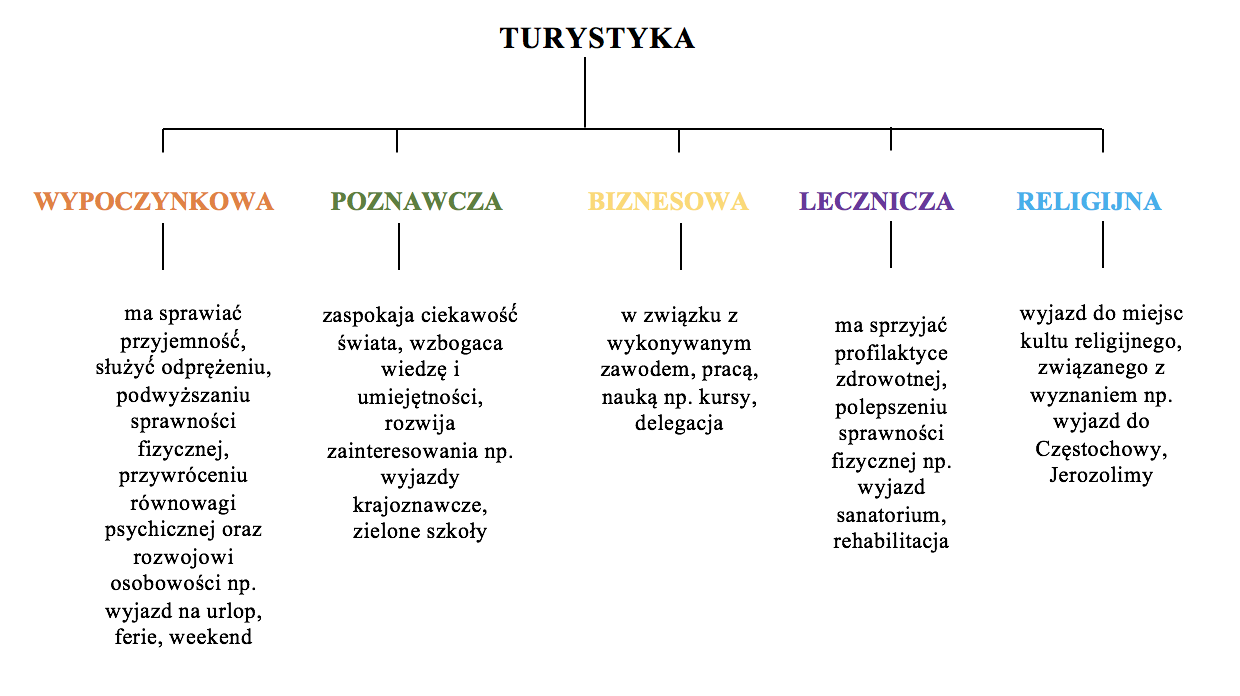 TURYSTYKA
WYPOCZYNKOWA
ma sprawiać
przyjemność,
służyć odprężeniu,
podwyższaniu
sprawności
fizycznej,
przywróceniu
równowagi
psychicznej oraz
rozwojowi
osobowości np.
wyjazd na urlop,
ferie, weekend
POZNAWCZA
zaspokaja ciekawość
świata, wzbogaca
wiedzę i
umiejętności,
rozwija
zainteresowania np.
wyjazdy
krajoznawcze,
zielone szkoły
BIZNESOWA
w związku z
wykonywanym
zawodem, pracą,
nauką np. kursy,
delegacja
LECZNICZA
ma sprzyjać
profilaktyce
zdrowotnej,
polepszeniu
sprawności
fizycznej np.
wyjazd
sanatorium,
rehabilitacja
RELIGIJNA
wyjazd do miejsc
kultu religijnego,
związanego z
wyznaniem np.
wyjazd do
Częstochowy,
Jerozolimy